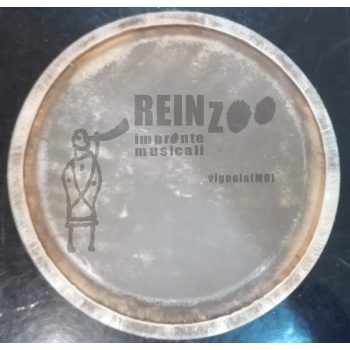 REINZOO
impronte
musicali
vignola(MO)